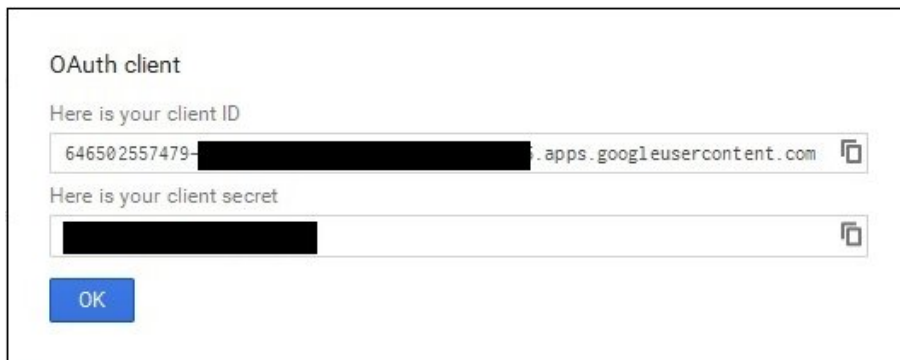 OAuth client
Here is your client ID
646502557479-.apps.googleusercontent.com
Here is your client secret
OK